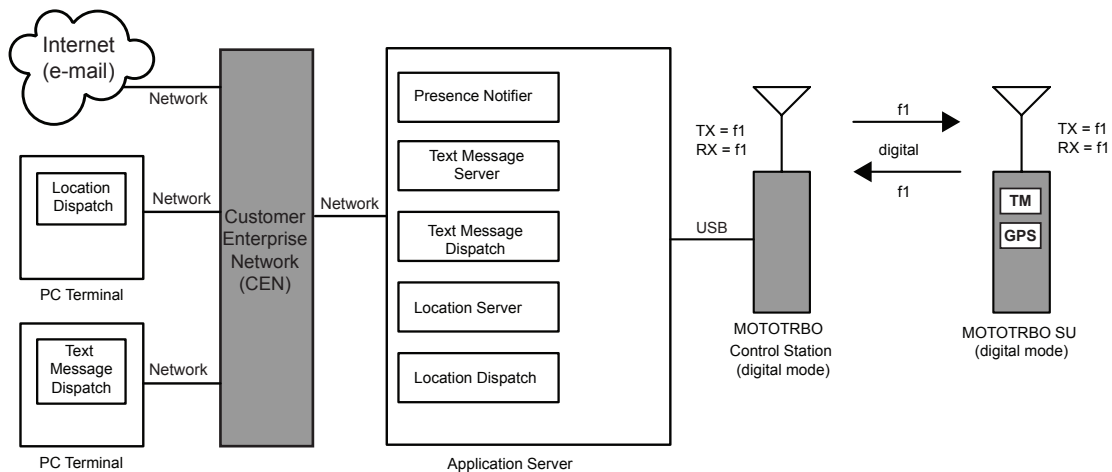 Internet
(e-mail)
Network
Location
Dispatch
Network
PC Terminal
Text
Message
Dispatch
Network
PC Terminal
Customer
Enterprise
Network
(CEN)
Network
Presence Notifier
Text Message
Server
Text Message
Dispatch
Location Server
Location Dispatch
Application Server
USB
TX = f1
RX = f1
MOTOTRBO
Control Station
(digital mode)
f1
digital
f1
TX = f1
RX = f1
TM
GPS
MOTOTRBO SU
(digital mode)